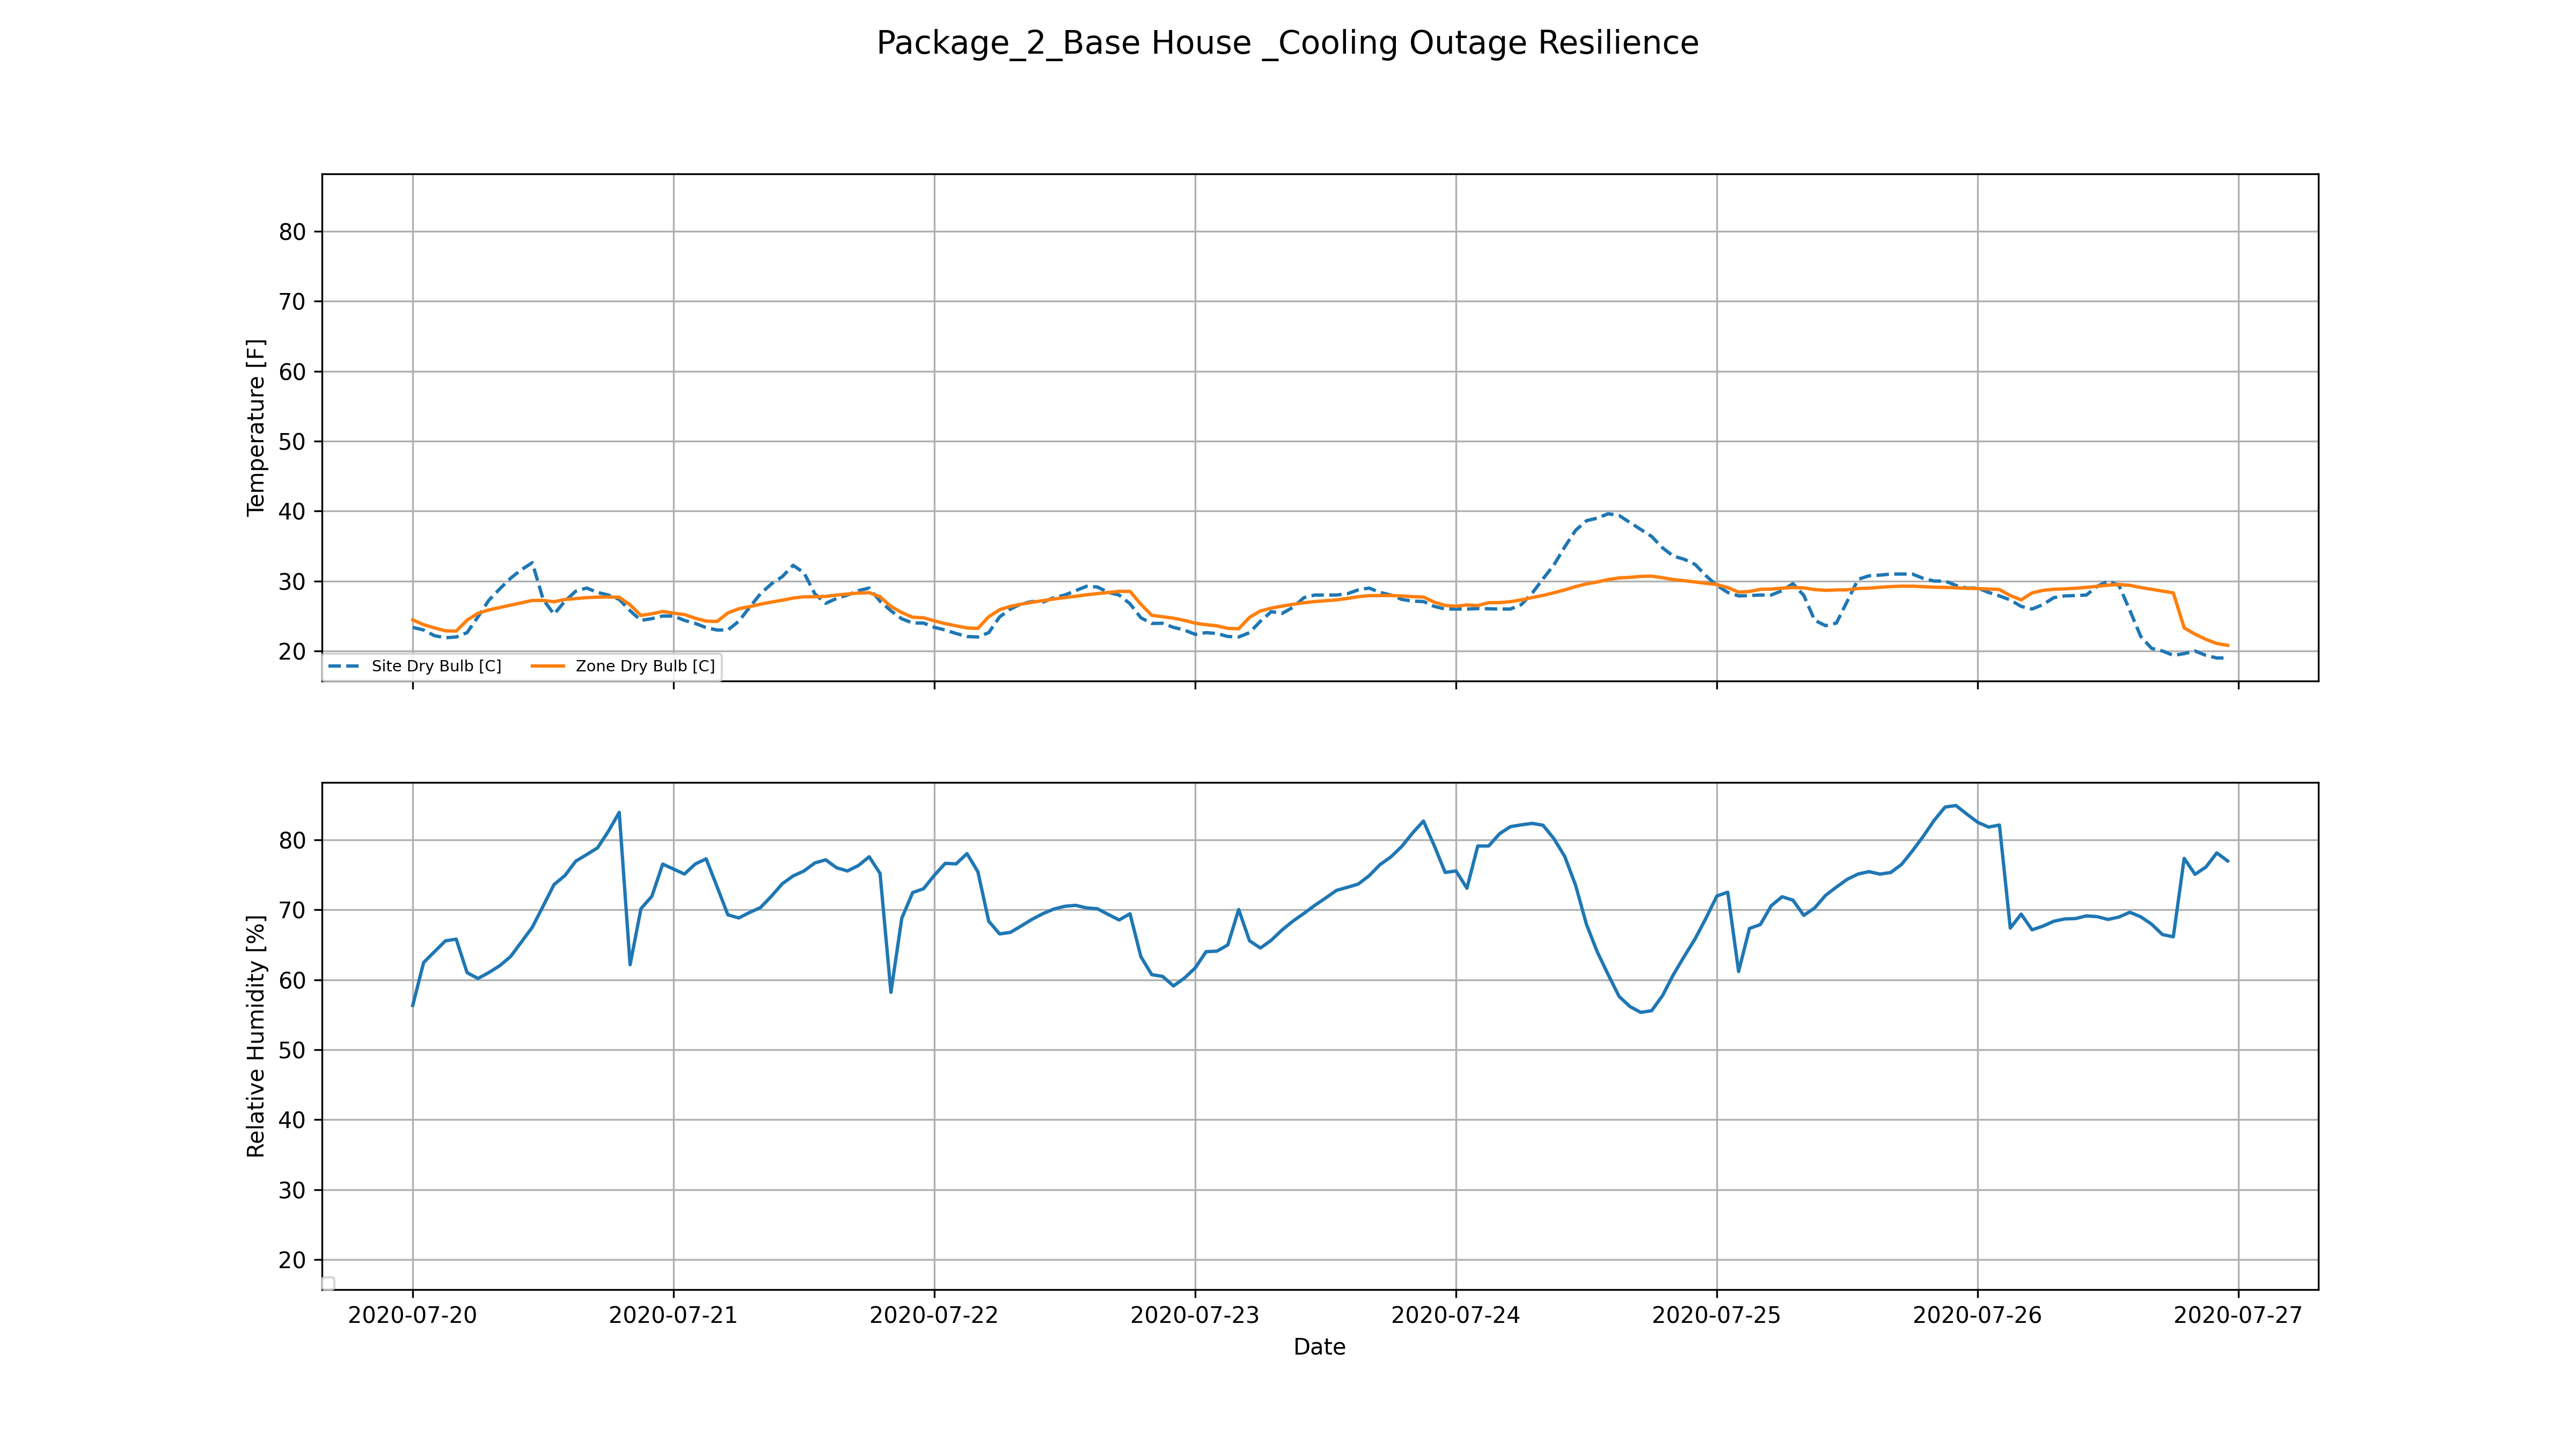 Package_2_Base House _Cooling Outage Resilience
Temperature [F]
80
70
60
50
40
30
20
Site Dry Bulb [C] Zone Dry Bulb [C]
Relative Humidity [%]
80
70
60
50
40
30
20
2020-07-20 2020-07-21 2020-07-22 2020-07-23 2020-07-24 2020-07-25 2020-07-26 2020-07-27
Date